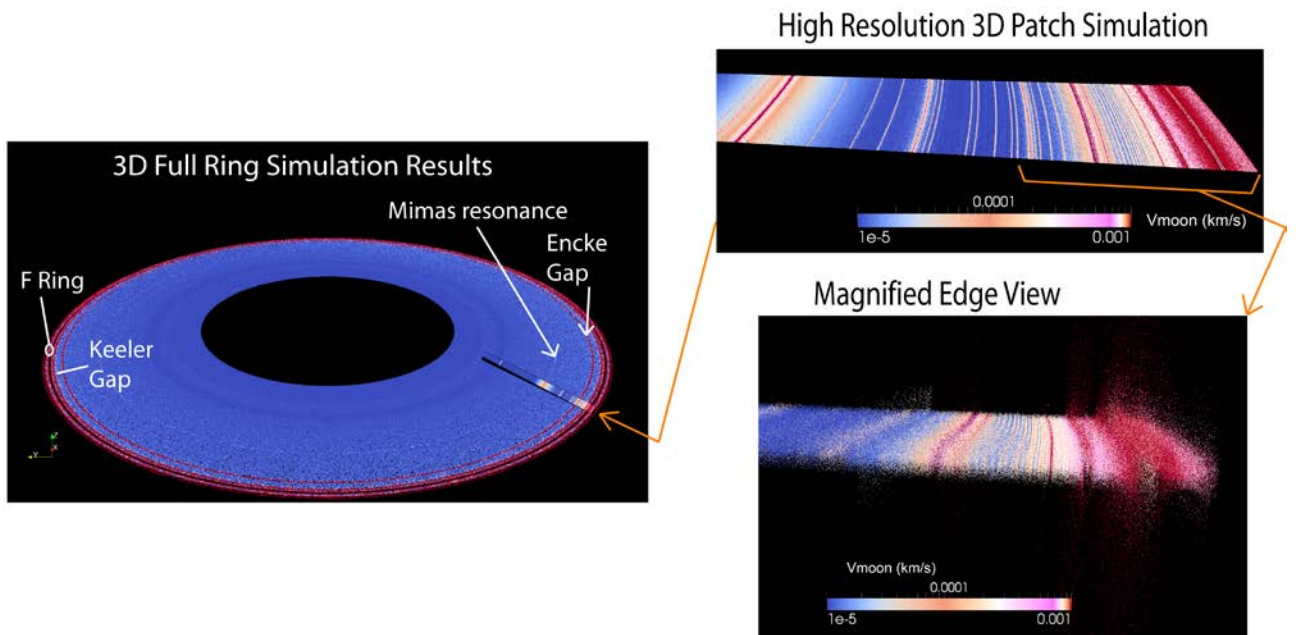 High Resolution 3D Patch Simulation
0.0001
Vmoon (km/s)
1e-5
0.001
3D Full Ring Simulation Results
Mimas resonance
Encke
Gap
F Ring
Keeler
Gap
Z
Y
X
Magnified Edge View
Vmoon (km/s)
0.0001
1e-5
0.001